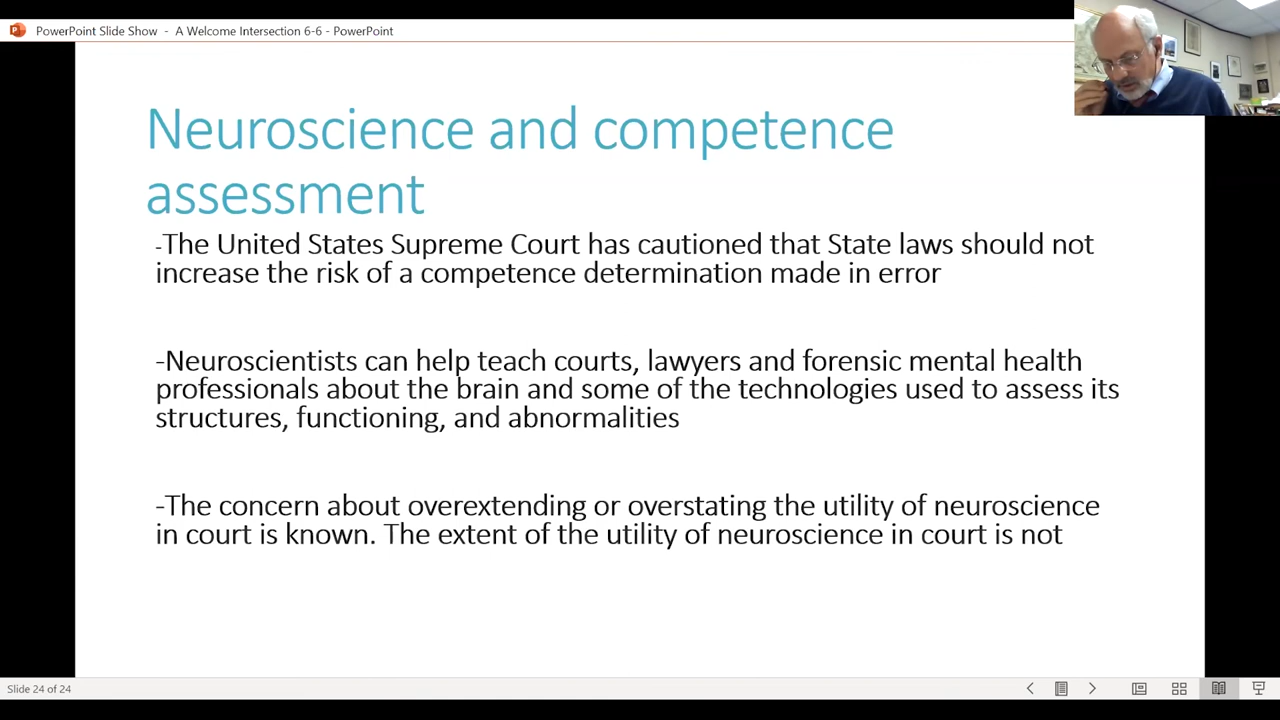 PowerPoint Slide Show - A Welcome Intersection 6-6 - PowerPoint
Neuroscience and competence
assessment
-The United States Supreme Court has cautioned that State laws should not
increase the risk of a competence determination made in error
-Neuroscientists can help teach courts, lawyers and forensic mental health
professionals about the brain and some of the technologies used to assess its
structures, functioning, and abnormalities
-The concern about overextending or overstating the utility of neuroscience
in court is known. The extent of the utility of neuroscience in court is not
Slide 24 of 24